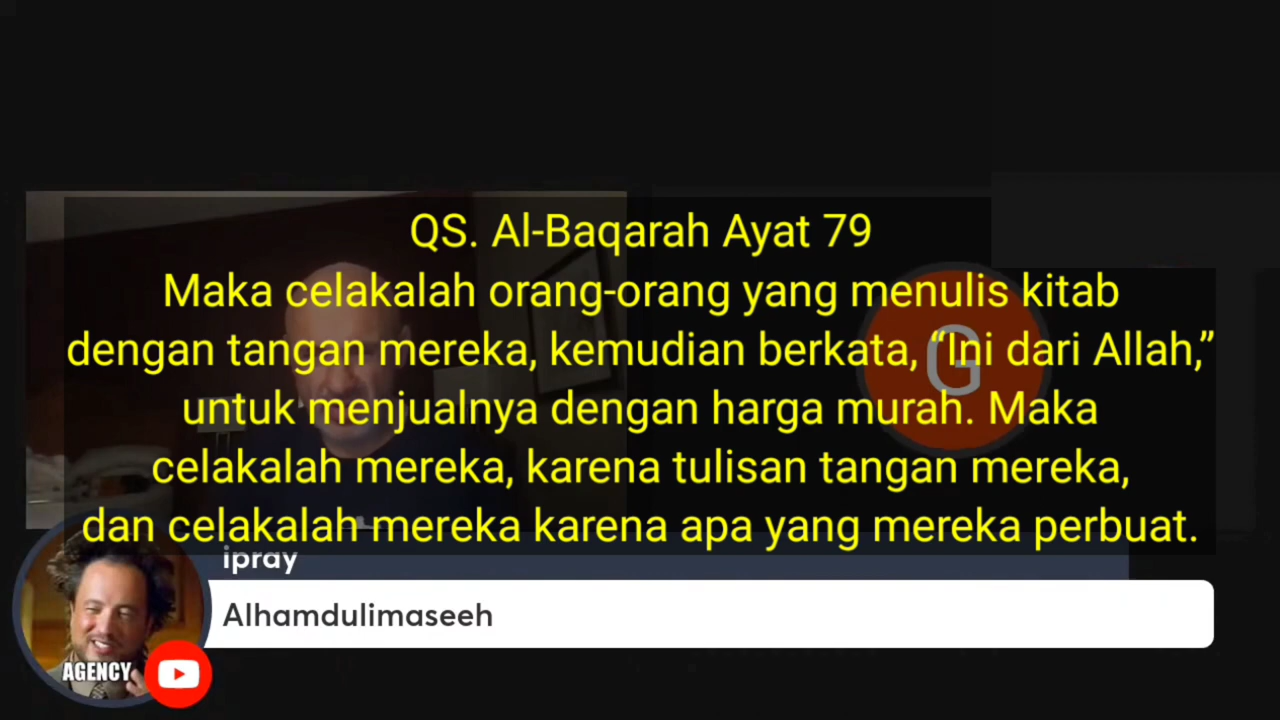 QS. Al-Baqarah Ayat 79
Maka celakalah orang-orang yang menulis kitab
dengan tangan mereka, kemudian berkata, “Ini dari Allah,”
G
untuk menjualnya dengan harga murah. Maka
celakalah mereka, karena tulisan tangan mereka,
dan celakalah mereka karena apa yang mereka perbuat.
ipray
Alhamdulimaseeh
AGENCY